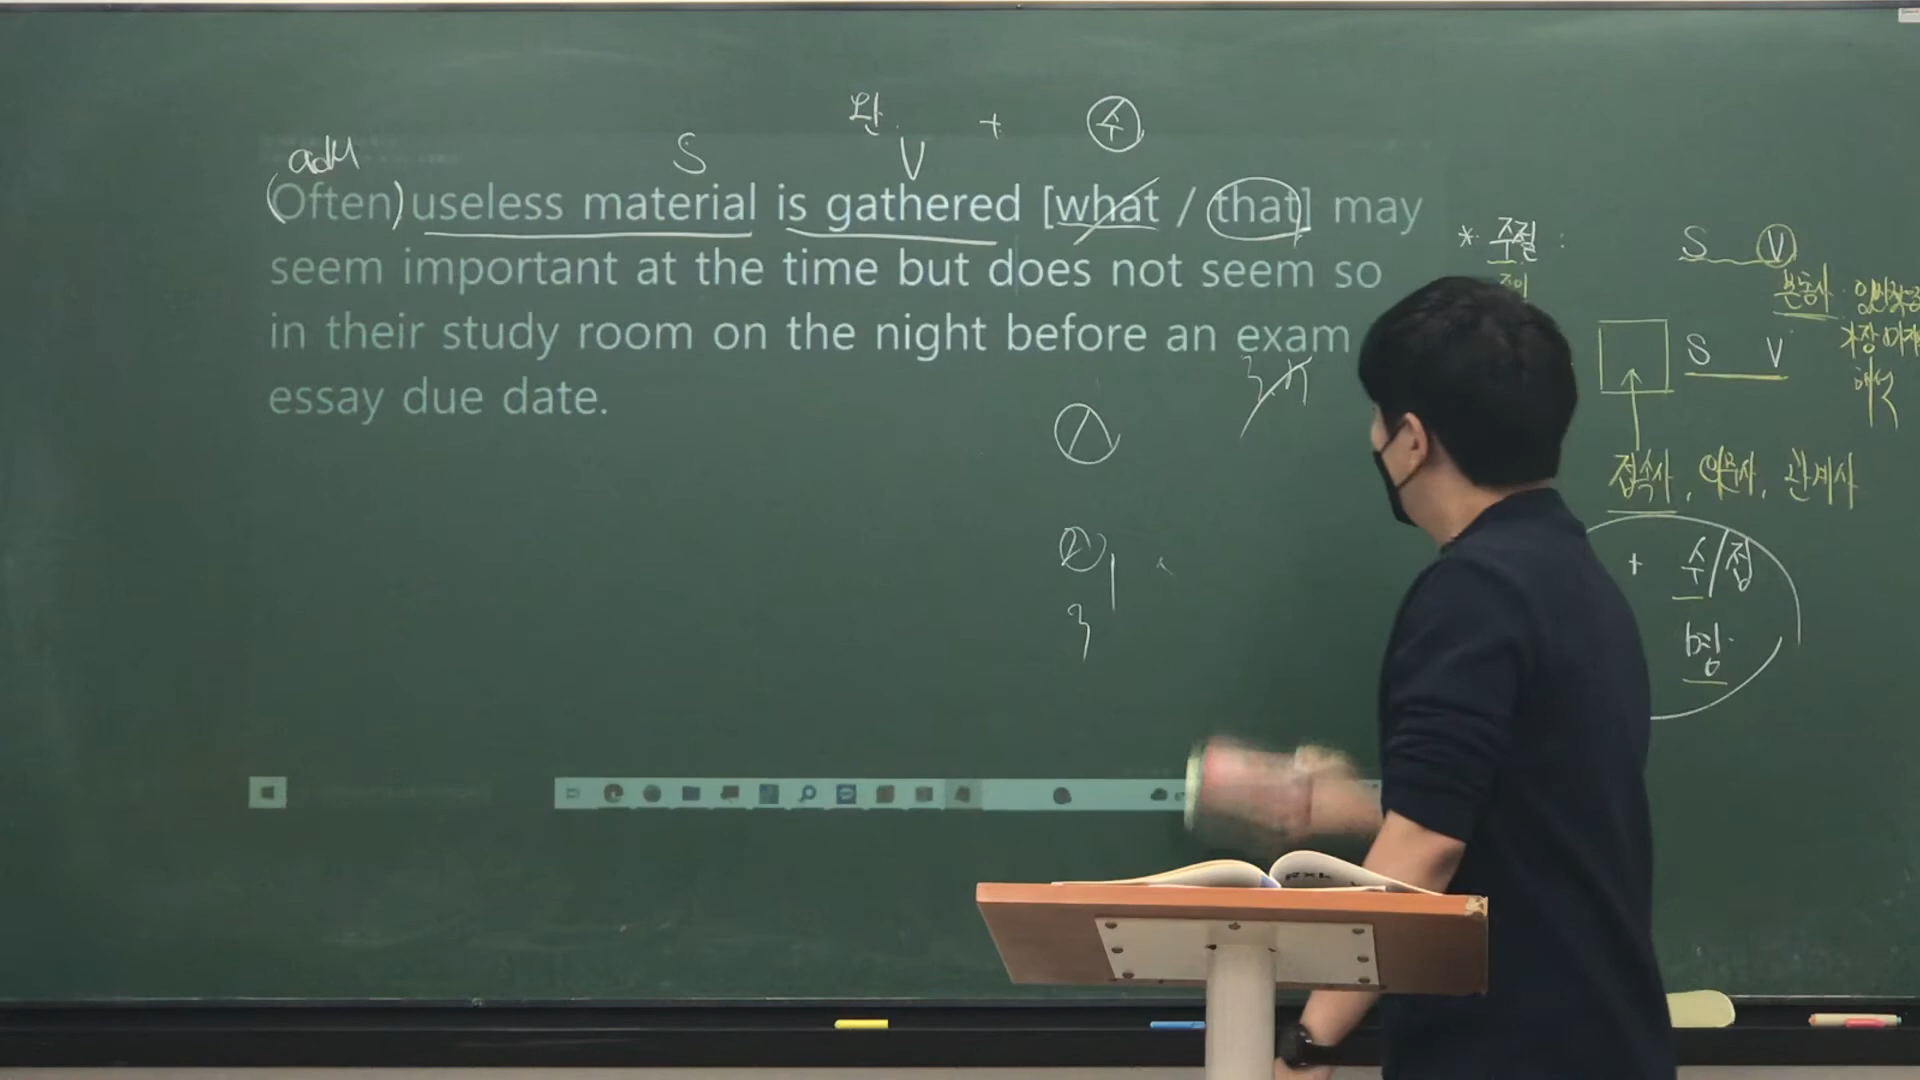 완 + 수
adv S V
(Often) useless material is gathered [what / that] may
seem important at the time but does not seem so
in their study room on the night before an exam
essay due date.
* 주절 : S V
본동사
S V
접속사, 의문사, 관계사
+ 수/접
3